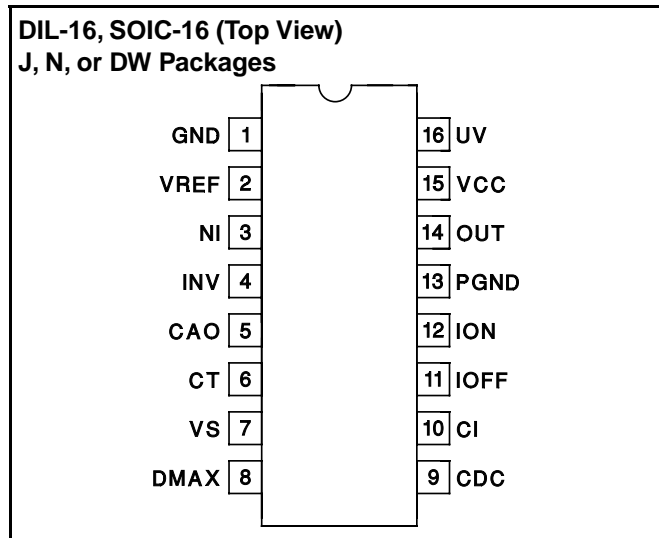 DIL-16, SOIC-16 (Top View)
J, N, or DW Packages
GND 1 16 UV
VREF 2 15 VCC
NI 3 14 OUT
INV 4 13 PGND
CAO 5 12 ION
CT 6 11 IOFF
VS 7 10 CI
DMAX 8 9 CDC